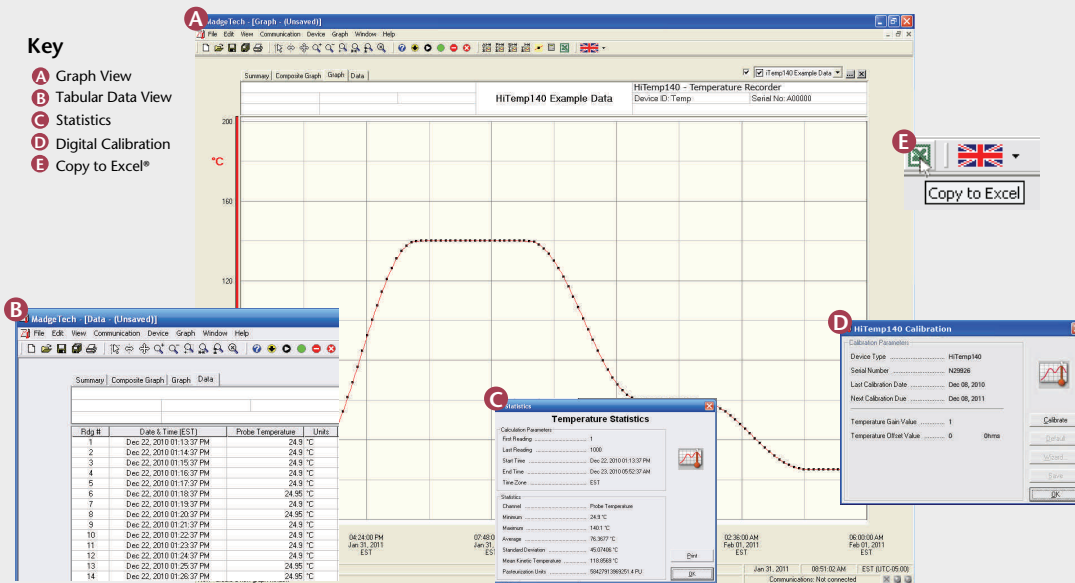 Key
A Graph View
B Tabular Data View
C Statistics
D Digital Calibration
E Copy to Excel®
A
MadgeTech - [Graph - (Unsaved)]
File Edit View Communication Device Graph Window Help
Summary Composite Graph Graph Data
iTemp140 Example Data
HiTemp140 Example Data
HiTemp140 - Temperature Recorder
Device ID: Temp Serial No: A00000
200
°C
160
120
E
Copy to Excel
B
MadgeTech - [Data - (Unsaved)]
File Edit View Communication Device Graph Window Help
Summary Composite Graph Graph Data
Rdg # Date & Time (EST) Probe Temperature Units
1 Dec 22, 2010 01:13:37 PM 24.9 °C
2 Dec 22, 2010 01:14:37 PM 24.9 °C
3 Dec 22, 2010 01:15:37 PM 24.9 °C
4 Dec 22, 2010 01:16:37 PM 24.9 °C
5 Dec 22, 2010 01:17:37 PM 24.9 °C
6 Dec 22, 2010 01:18:37 PM 24.95 °C
7 Dec 22, 2010 01:19:37 PM 24.9 °C
8 Dec 22, 2010 01:20:37 PM 24.95 °C
9 Dec 22, 2010 01:21:37 PM 24.9 °C
10 Dec 22, 2010 01:22:37 PM 24.9 °C
11 Dec 22, 2010 01:23:37 PM 24.9 °C
12 Dec 22, 2010 01:24:37 PM 24.9 °C
13 Dec 22, 2010 01:25:37 PM 24.95 °C
14 Dec 22, 2010 01:26:37 PM 24.95 °C
C
Statistics
Temperature Statistics
Calculation Parameters
First Reading 1
Last Reading 1000
Start Time Dec 22, 2010 01:13:37 PM
End Time Dec 23, 2010 05:52:37 AM
Time Zone EST
Statistics
Channel Probe Temperature
Minimum 24.9 °C
Maximum 140.1 °C
Average 76.3677 °C
Standard Deviation 45.07406 °C
Mean Kinetic Temperature 118.8568 °C
Pasteurization Units 58427913969251.4 PU
Print
OK
D
HiTemp140 Calibration
Calibration Parameters
Device Type HiTemp140
Serial Number N29926
Last Calibration Date Dec 08, 2010
Next Calibration Due Dec 08, 2011
Temperature Gain Value 1
Temperature Offset Value 0 Ohms
Calibrate
Default
Wizard...
Save
OK
04:24:00 PM
Jan 31, 2011
EST
07:48:0
Jan 31,
ES
02:36:00 AM
Feb 01, 2011
EST
06:00:00 AM
Feb 01, 2011
EST
Jan 31, 2011 08:51:02 AM EST (UTC-05:00)
Communications: Not connected